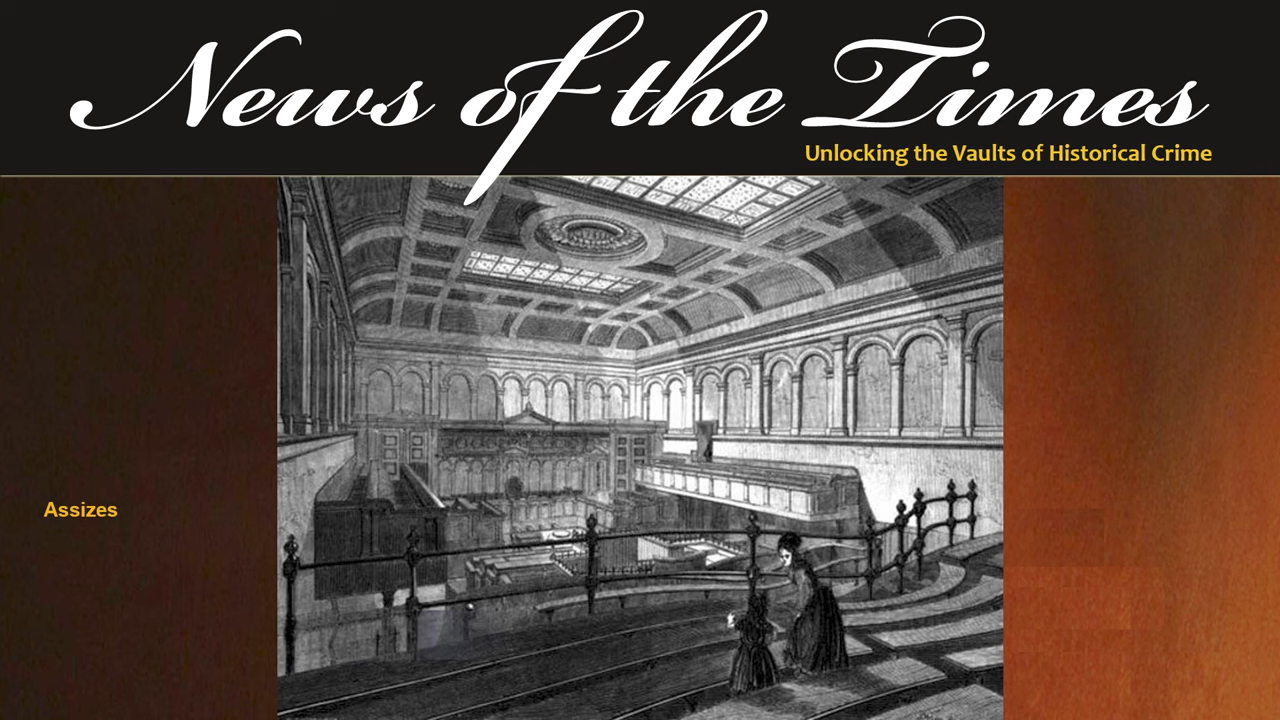 News of the Times
Unlocking the Vaults of Historical Crime
Assizes